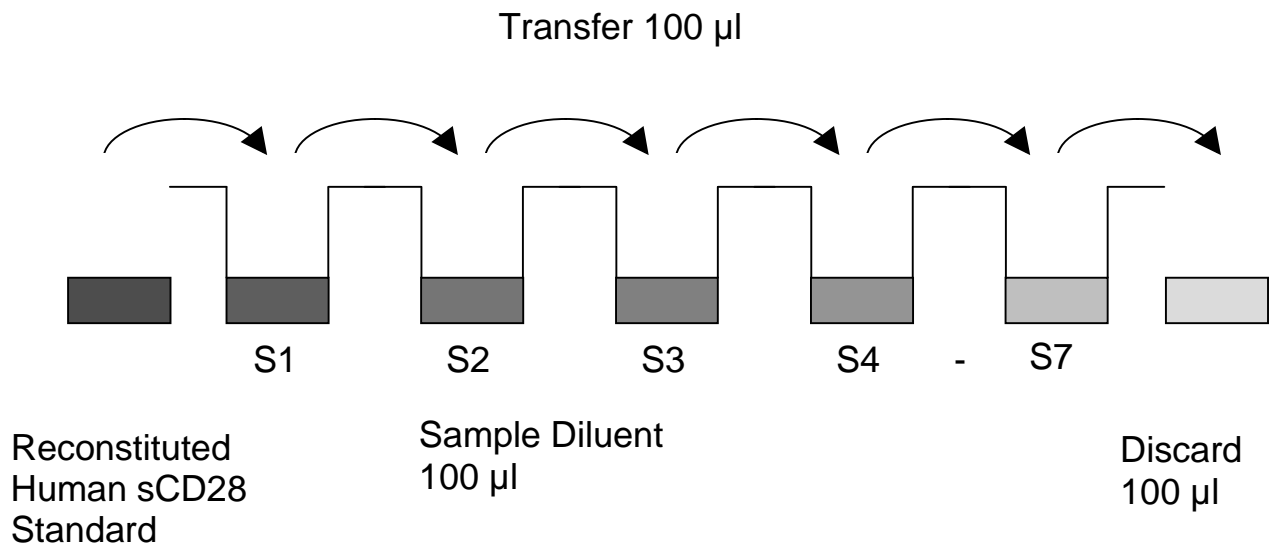 Transfer 100 µl
S1 S2 S3 S4 - S7
Reconstituted
Human sCD28
Standard
Sample Diluent
100 µl
Discard
100 µl